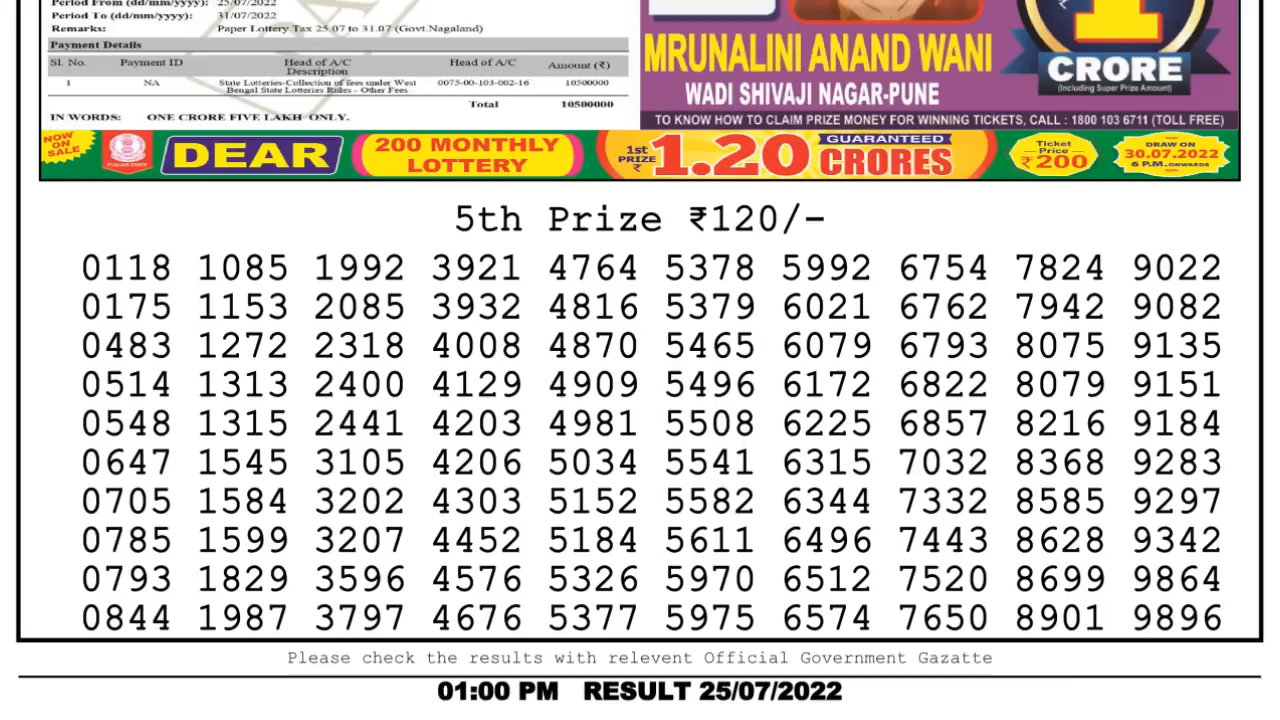 Period From (dd/mm/yyyy): 25/07/2022
Period To (dd/mm/yyyy): 31/07/2022
Remarks: Paper Lottery Tax 25.07 to 31.07 (Govt.Nagaland)
Payment Details
Sl. No. Payment ID Head of A/C Head of A/C Amount (₹)
Description
1 NA State Lotteries-Collection of fees under West 0075-00-103-002-16 10500000
Bengal State Lotteries Rules - Other Fees
Total 10500000
IN WORDS: ONE CRORE FIVE LAKH ONLY.
₹ 1
CRORE
(Including Super Prize Amount)
MRUNALINI ANAND WANI
WADI SHIVAJI NAGAR-PUNE
TO KNOW HOW TO CLAIM PRIZE MONEY FOR WINNING TICKETS, CALL : 1800 103 6711 (TOLL FREE)
NOW ON SALE
PUNJAB STATE
DEAR
200 MONTHLY
LOTTERY
1st PRIZE ₹ 1.20 GUARANTEED CRORES
Ticket Price ₹200
DRAW ON
30.07.2022
6 P.M. ONWARDS
5th Prize ₹120/-
0118 1085 1992 3921 4764 5378 5992 6754 7824 9022
0175 1153 2085 3932 4816 5379 6021 6762 7942 9082
0483 1272 2318 4008 4870 5465 6079 6793 8075 9135
0514 1313 2400 4129 4909 5496 6172 6822 8079 9151
0548 1315 2441 4203 4981 5508 6225 6857 8216 9184
0647 1545 3105 4206 5034 5541 6315 7032 8368 9283
0705 1584 3202 4303 5152 5582 6344 7332 8585 9297
0785 1599 3207 4452 5184 5611 6496 7443 8628 9342
0793 1829 3596 4576 5326 5970 6512 7520 8699 9864
0844 1987 3797 4676 5377 5975 6574 7650 8901 9896
Please check the results with relevent Official Government Gazatte
01:00 PM RESULT 25/07/2022